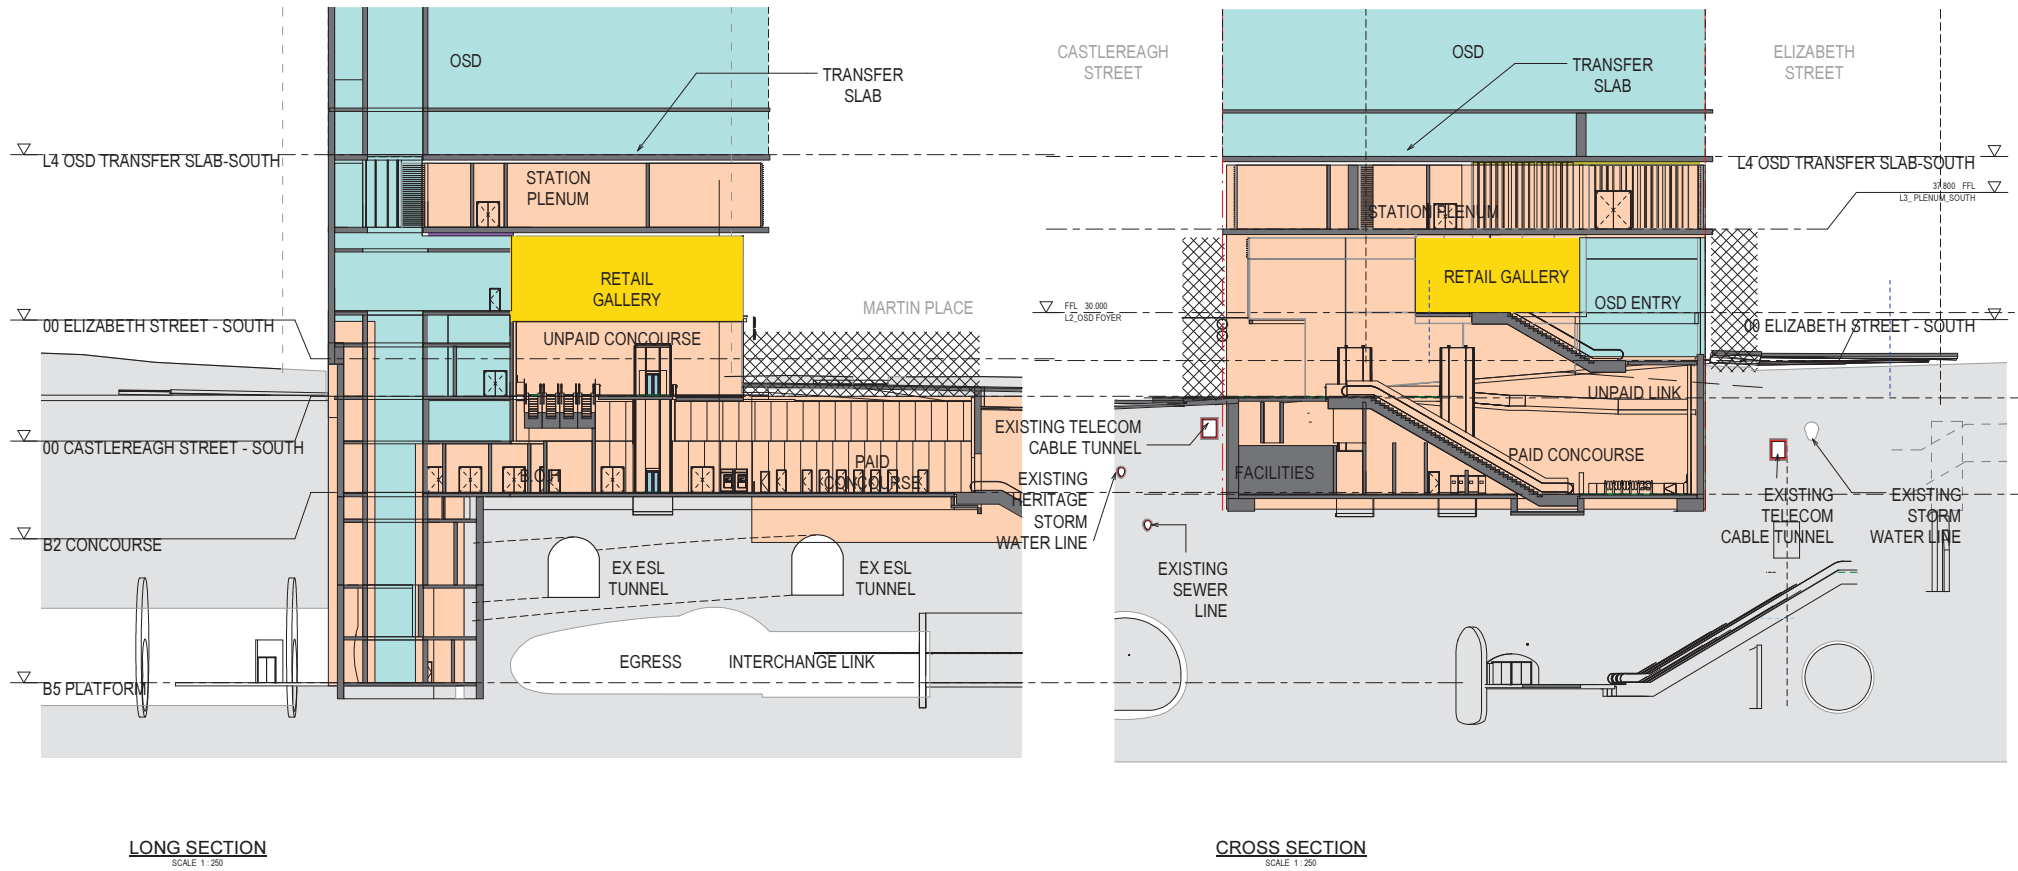 OSD
TRANSFER
SLAB
L4 OSD TRANSFER SLAB-SOUTH
STATION
PLENUM
RETAIL
GALLERY
MARTIN PLACE
00 ELIZABETH STREET - SOUTH
UNPAID CONCOURSE
00 CASTLEREAGH STREET - SOUTH
B.O.H
PAID
CONCOURSE
B2 CONCOURSE
EX ESL
TUNNEL
EX ESL
TUNNEL
EGRESS
INTERCHANGE LINK
B5 PLATFORM
LONG SECTION
SCALE 1 : 250
CASTLEREAGH
STREET
OSD
ELIZABETH
STREET
TRANSFER
SLAB
L4 OSD TRANSFER SLAB-SOUTH
37.800 FFL
L3_ PLENUM_SOUTH
STATION PLENUM
RETAIL GALLERY
OSD ENTRY
FFL 30.000
L2_OSD FOYER
00 ELIZABETH STREET - SOUTH
UNPAID LINK
EXISTING TELECOM
CABLE TUNNEL
PAID CONCOURSE
FACILITIES
EXISTING
HERITAGE
STORM
WATER LINE
EXISTING
TELECOM
CABLE TUNNEL
EXISTING
STORM
WATER LINE
EXISTING
SEWER
LINE
CROSS SECTION
SCALE 1 : 250